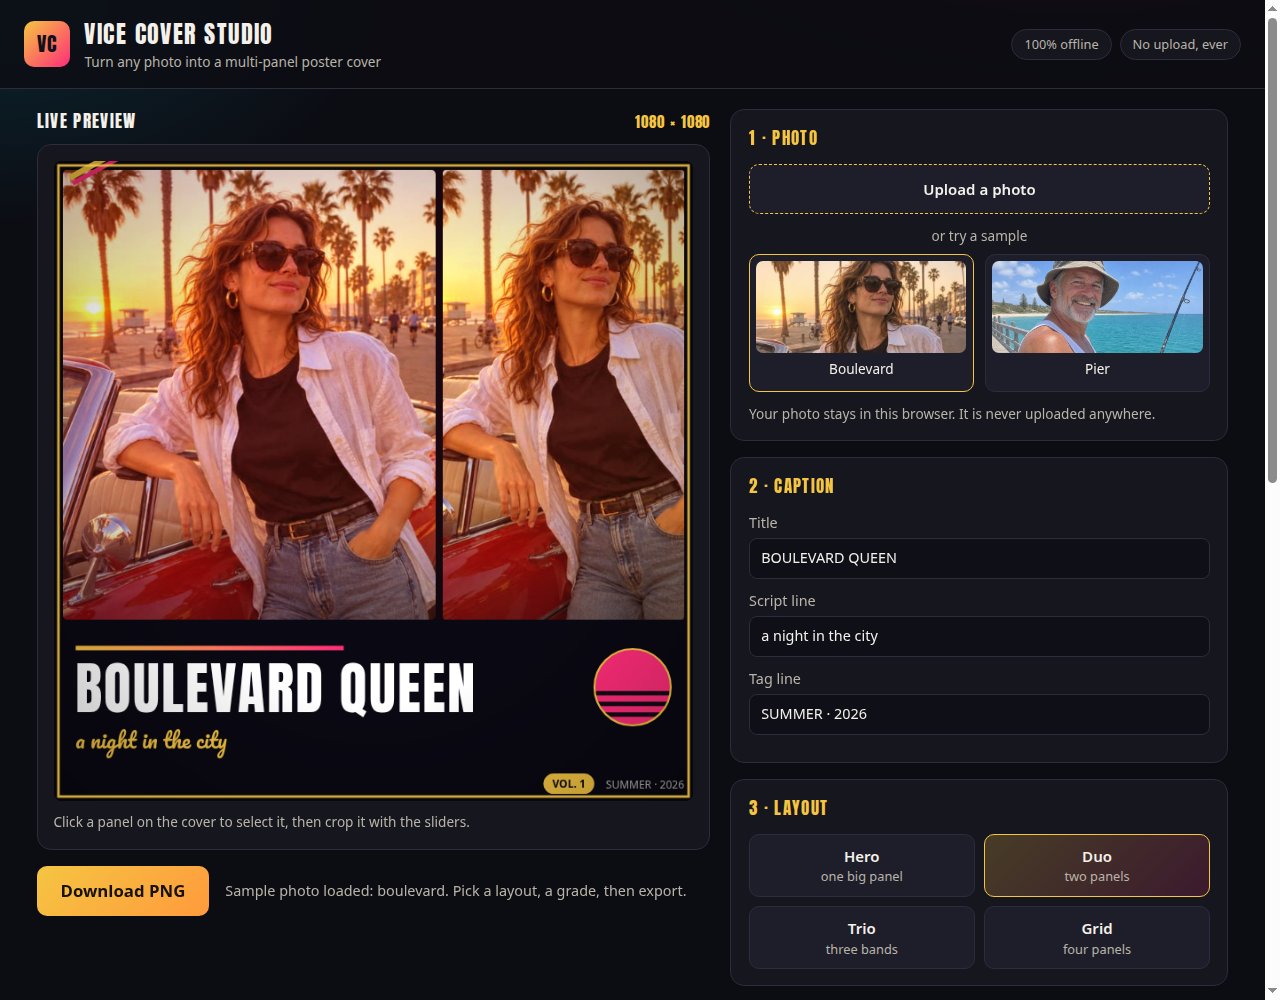 VC
VICE COVER STUDIO
Turn any photo into a multi-panel poster cover
100% offline
No upload, ever
LIVE PREVIEW
1080 × 1080
BOULEVARD QUEEN
a night in the city
VOL. 1
SUMMER · 2026
Click a panel on the cover to select it, then crop it with the sliders.
Download PNG
Sample photo loaded: boulevard. Pick a layout, a grade, then export.
1 · PHOTO
Upload a photo
or try a sample
Boulevard
Pier
Your photo stays in this browser. It is never uploaded anywhere.
2 · CAPTION
Title
BOULEVARD QUEEN
Script line
a night in the city
Tag line
SUMMER · 2026
3 · LAYOUT
Hero
one big panel
Duo
two panels
Trio
three bands
Grid
four panels